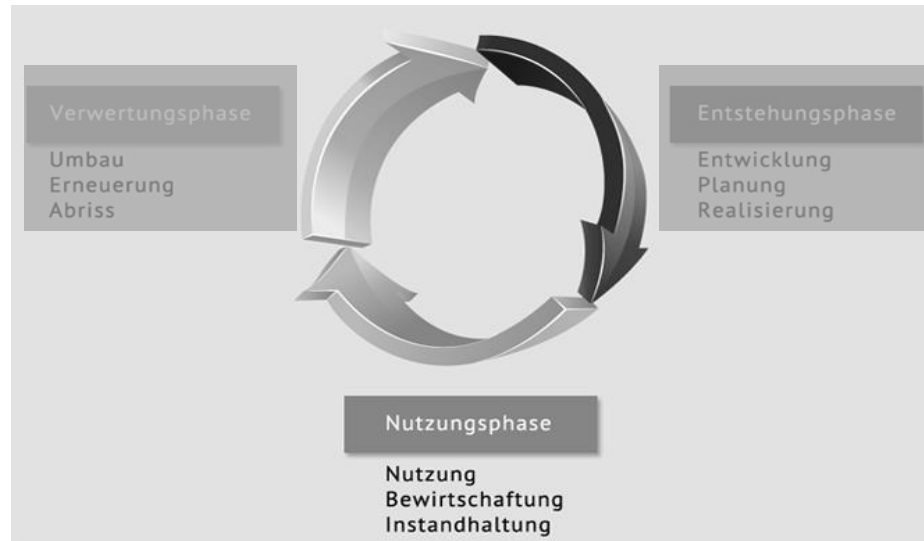 Verwertungsphase
Umbau
Erneuerung
Abriss
Entstehungsphase
Entwicklung
Planung
Realisierung
Nutzungsphase
Nutzung
Bewirtschaftung
Instandhaltung